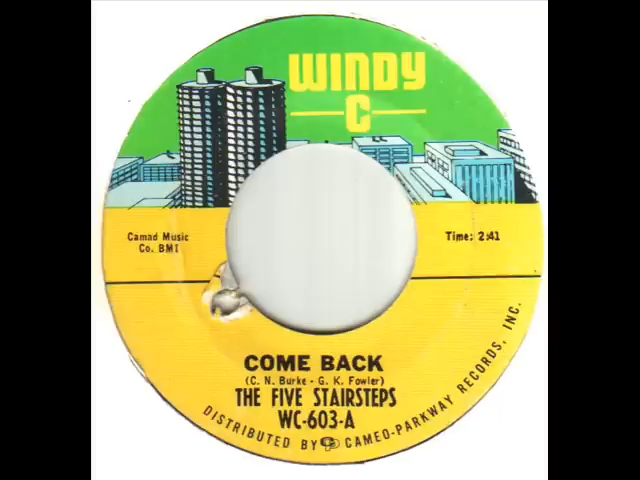 WINDY
C
Camad Music
Co. BMI
Time: 2:41
COME BACK
(C. N. Burke - G. K. Fowler)
THE FIVE STAIRSTEPS
WC-603-A
DISTRIBUTED BY CP CAMEO-PARKWAY RECORDS, INC.